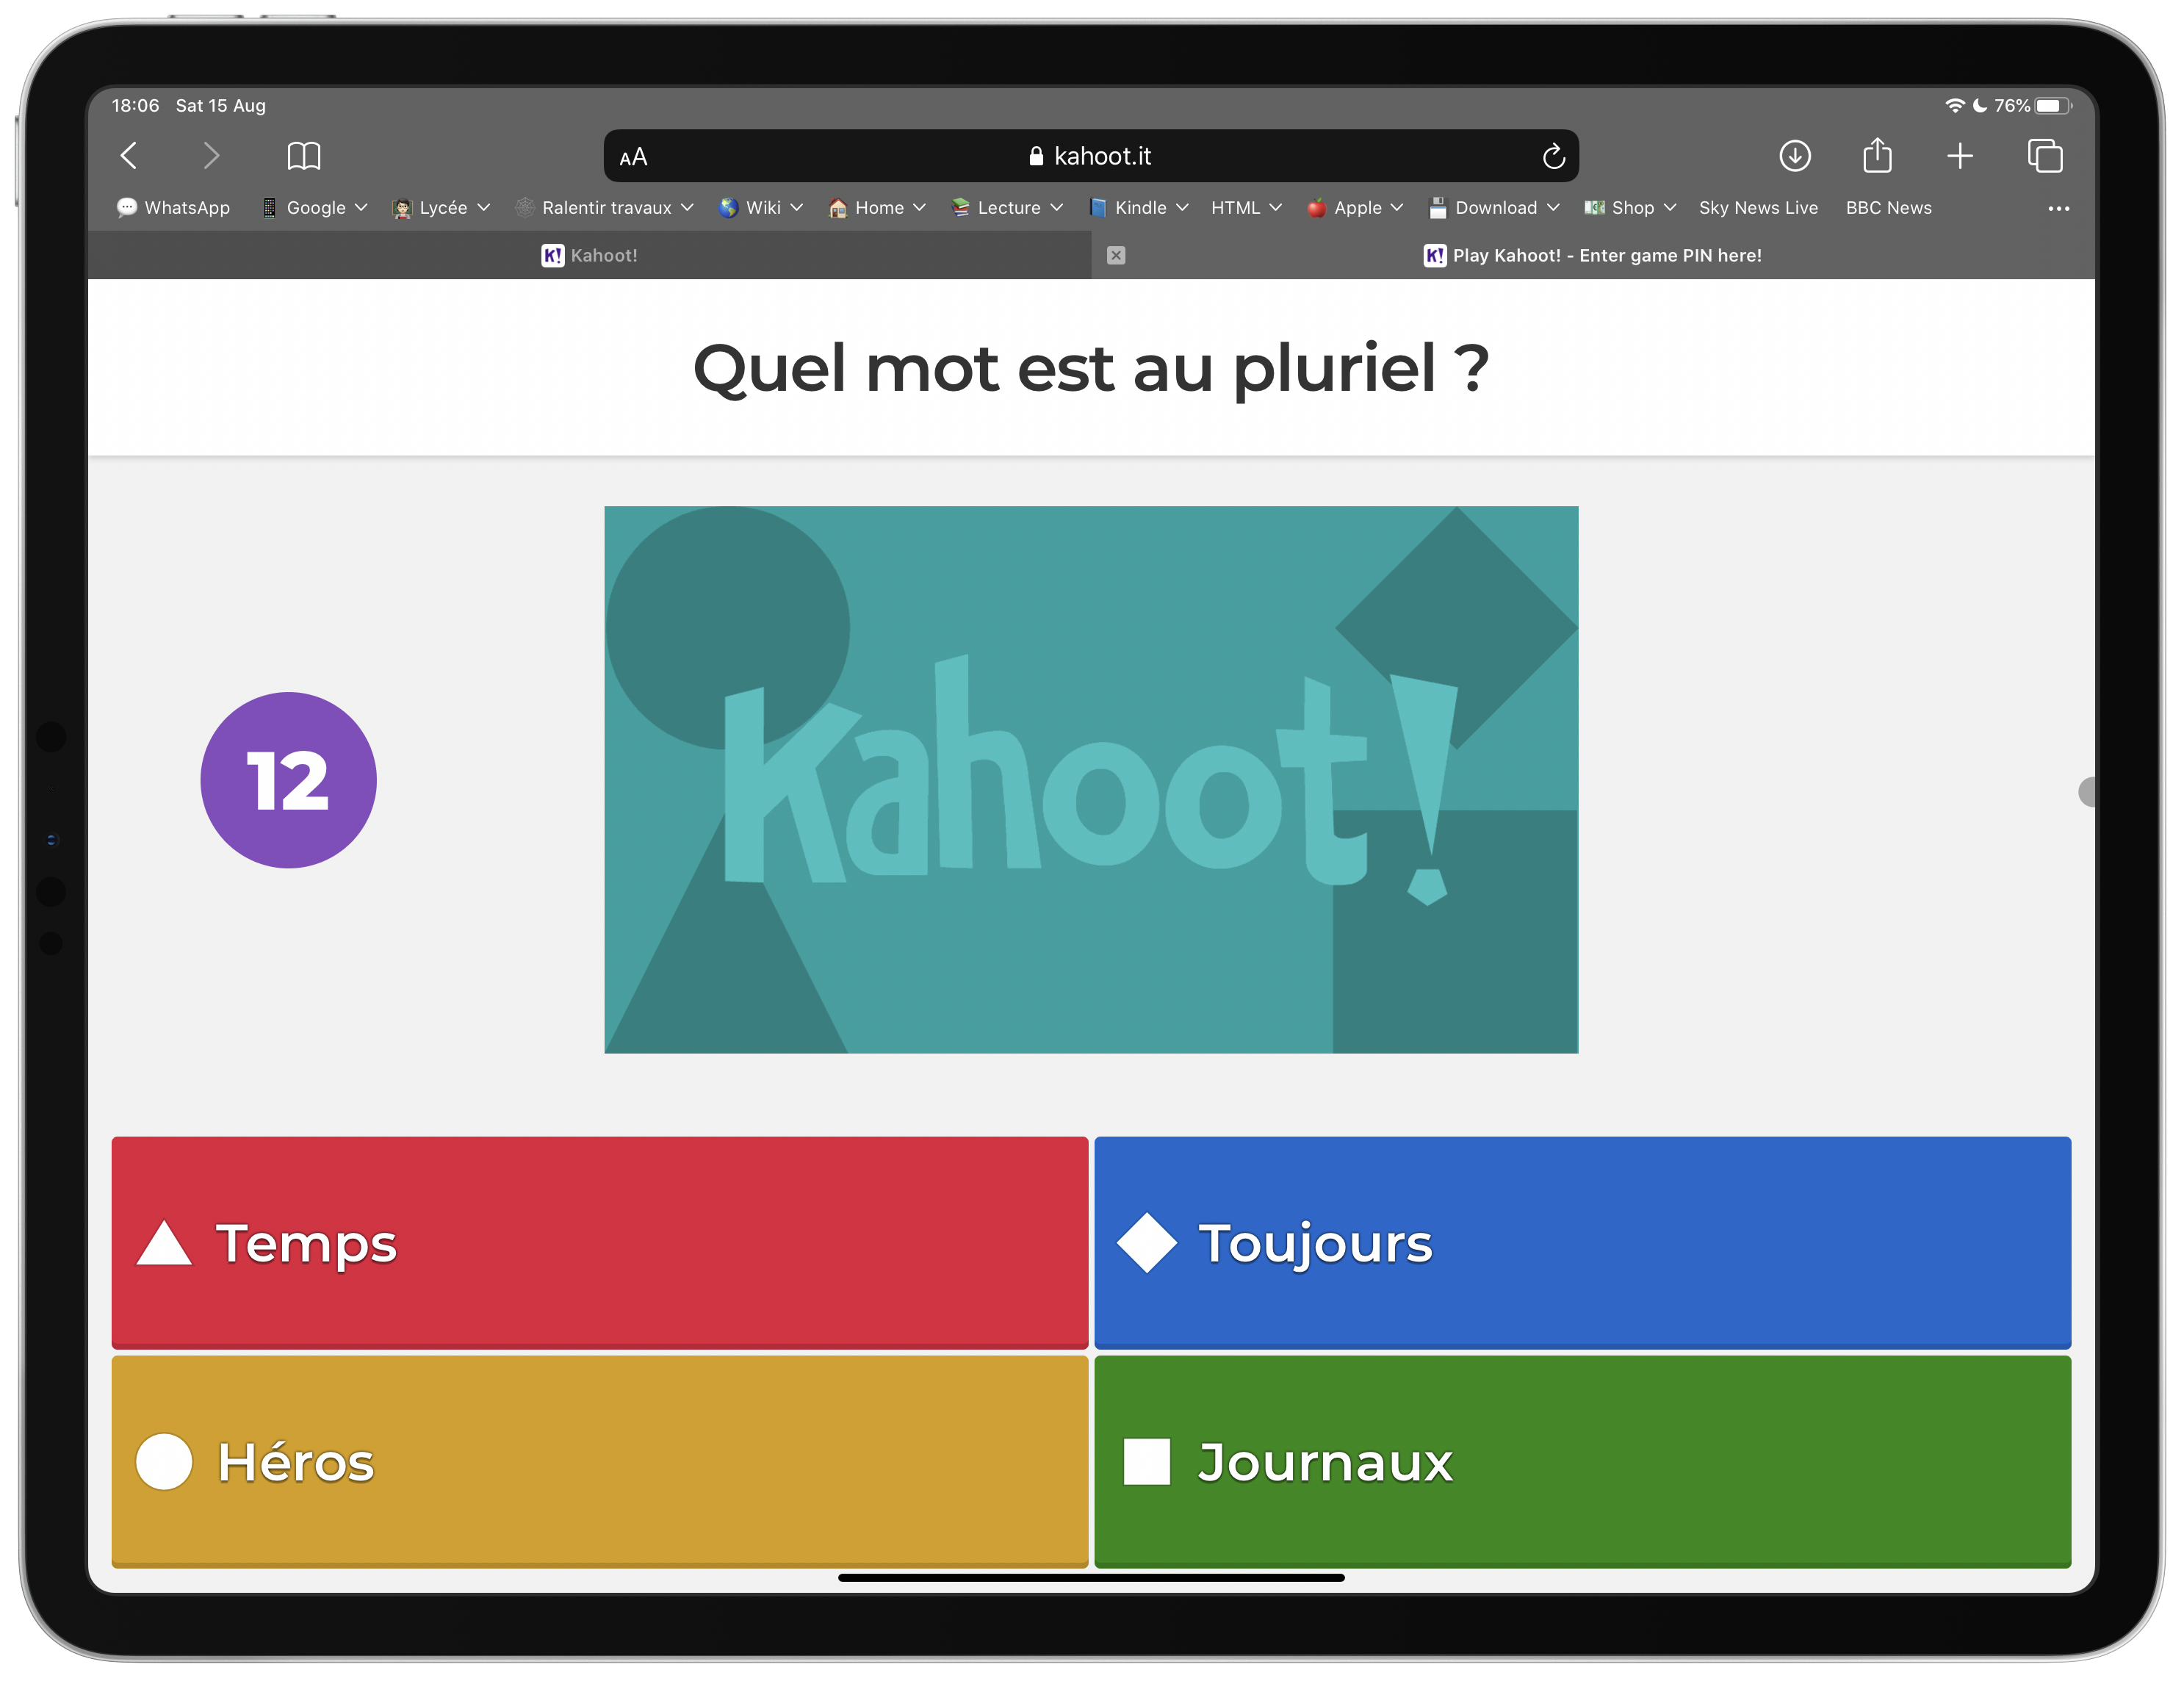 18:06 Sat 15 Aug
76%
AA
kahoot.it
WhatsApp Google Lycée Ralentir travaux Wiki Home Lecture Kindle HTML Apple Download Shop Sky News Live BBC News
K! Kahoot!
K! Play Kahoot! - Enter game PIN here!
Quel mot est au pluriel ?
12
Kahoot!
Temps
Toujours
Héros
Journaux